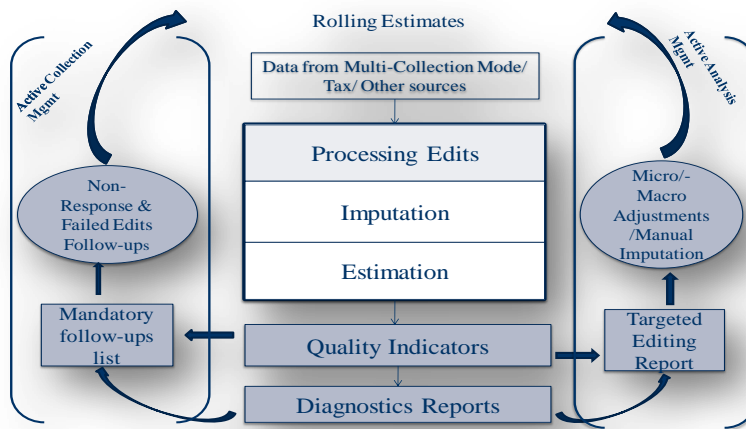 Rolling Estimates
Active Collection
Mgmt
Active Analysis
Mgmt
Data from Multi-Collection Mode/
Tax/ Other sources
Processing Edits
Imputation
Estimation
Non-
Response &
Failed Edits
Follow-ups
Micro/-
Macro
Adjustments
/Manual
Imputation
Mandatory
follow-ups
list
Quality Indicators
Targeted
Editing
Report
Diagnostics Reports